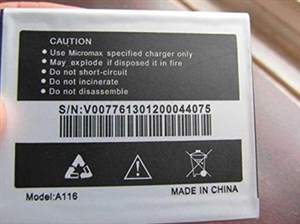 CAUTION
• Use Micromax specified charger only
• May explode if disposed it in fire
• Do not short-circuit
• Do not incinerate
• Do not disassemble
S/N:V007761301200044075
Model:A116
MADE IN CHINA